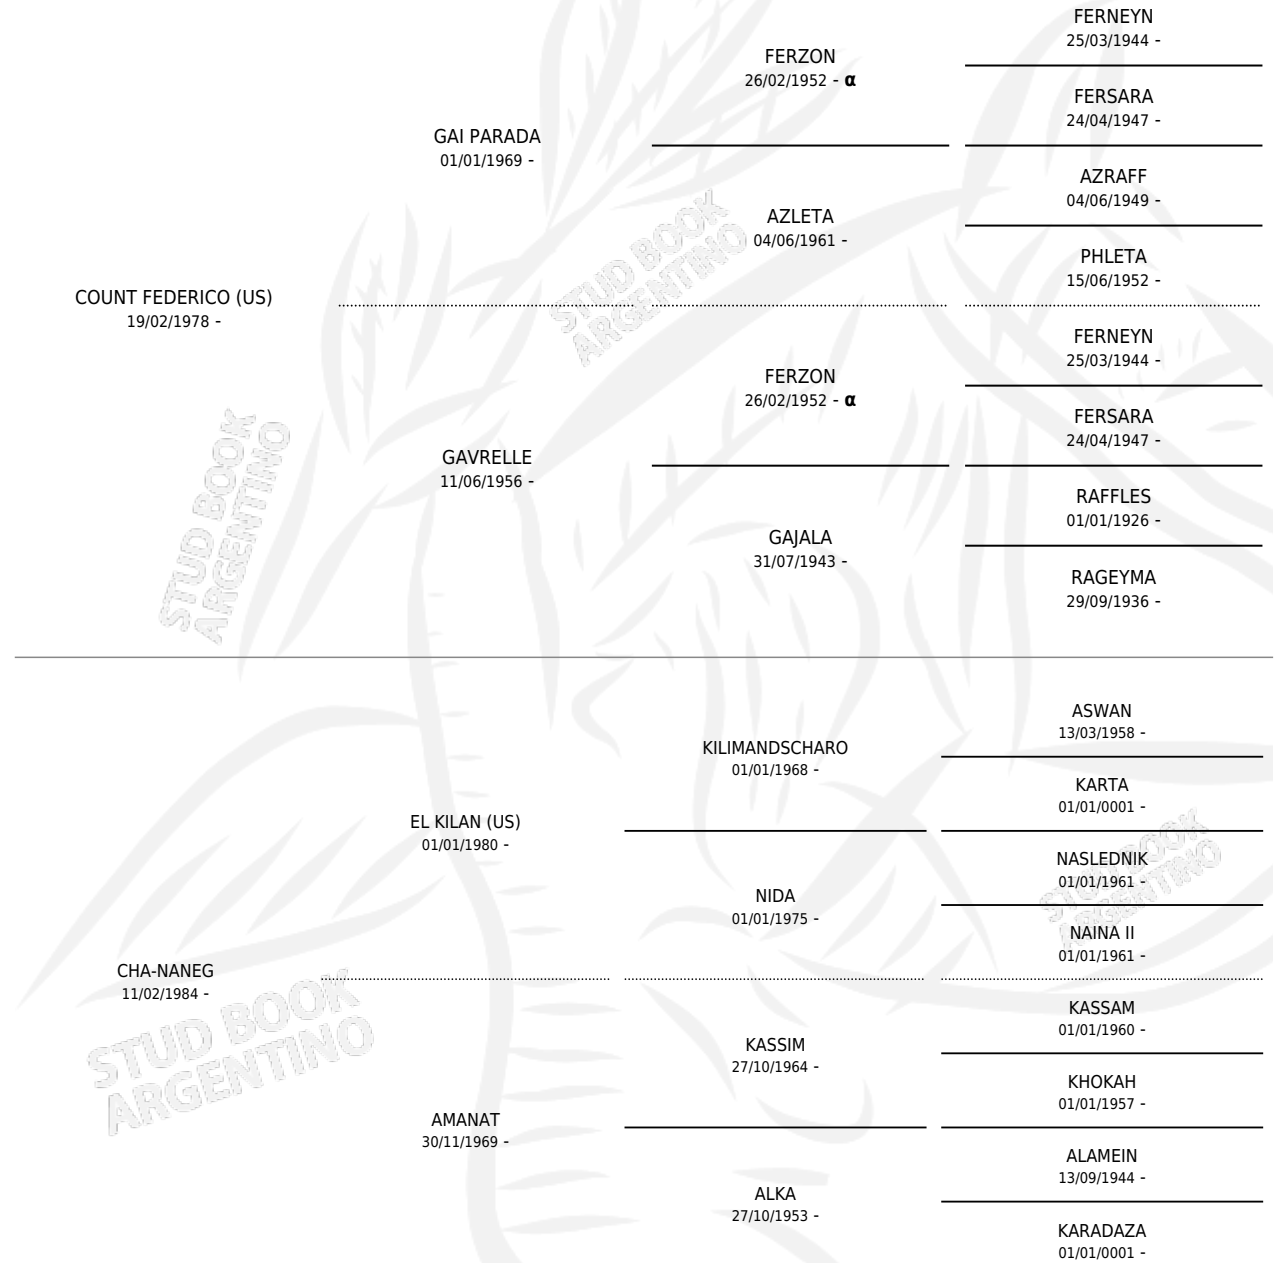 FERNEYN
25/03/1944 -
FERZON
26/02/1952 - α
FERSARA
24/04/1947 -
GAI PARADA
01/01/1969 -
AZRAFF
04/06/1949 -
AZLETA
04/06/1961 -
PHLETA
15/06/1952 -
COUNT FEDERICO (US)
19/02/1978 -
FERNEYN
25/03/1944 -
FERZON
26/02/1952 - α
FERSARA
24/04/1947 -
GAVRELLE
11/06/1956 -
RAFFLES
01/01/1926 -
GAJALA
31/07/1943 -
RAGEYMA
29/09/1936 -
STUD BOOK
ARGENTINO
STUD BOOK
ARGENTINO
ASWAN
13/03/1958 -
KILIMANDSCHARO
01/01/1968 -
KARTA
01/01/0001 -
EL KILAN (US)
01/01/1980 -
NASLEDNIK
01/01/1961 -
NIDA
01/01/1975 -
NAINA II
01/01/1961 -
CHA-NANEG
11/02/1984 -
KASSAM
01/01/1960 -
KASSIM
27/10/1964 -
KHOKAH
01/01/1957 -
AMANAT
30/11/1969 -
ALAMEIN
13/09/1944 -
ALKA
27/10/1953 -
KARADAZA
01/01/0001 -
STUD BOOK
ARGENTINO
STUD BOOK
ARGENTINO